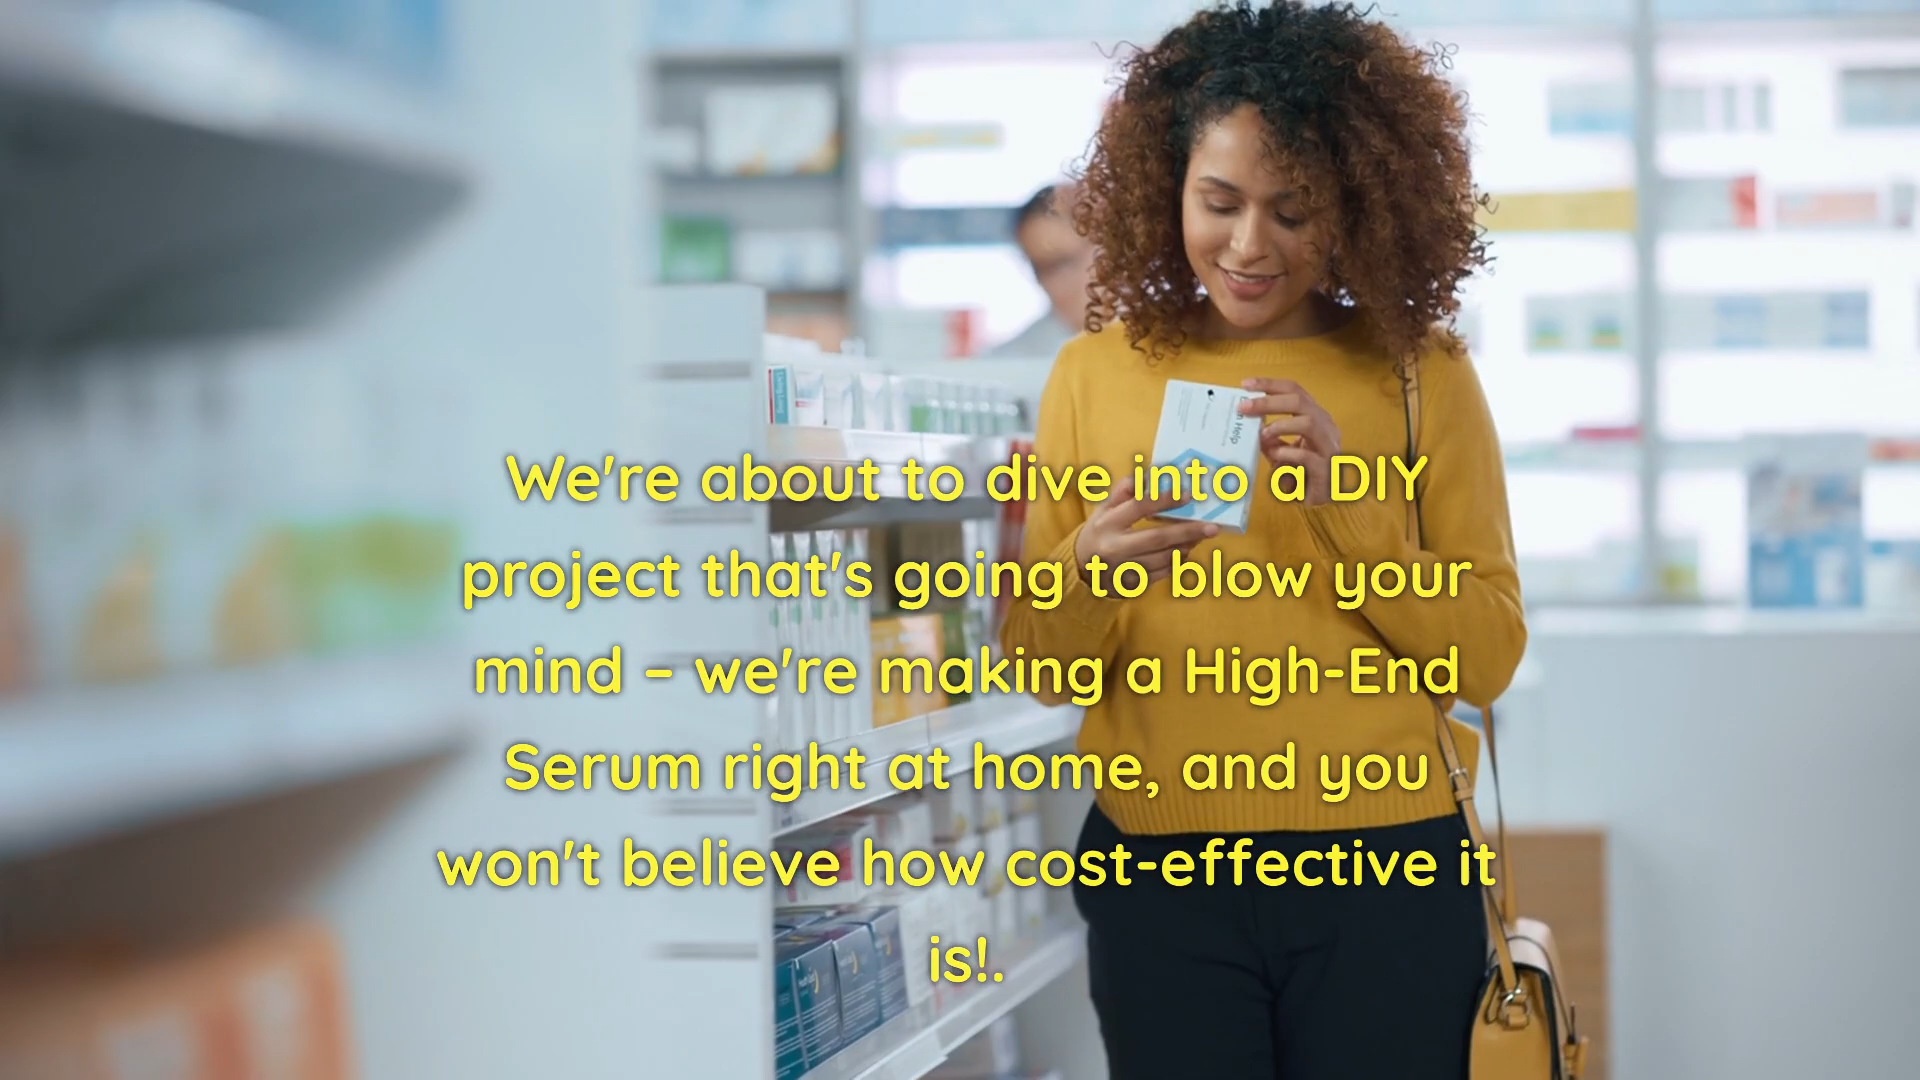 We're about to dive into a DIY
project that's going to blow your
mind – we're making a High-End
Serum right at home, and you
won't believe how cost-effective it
is!.